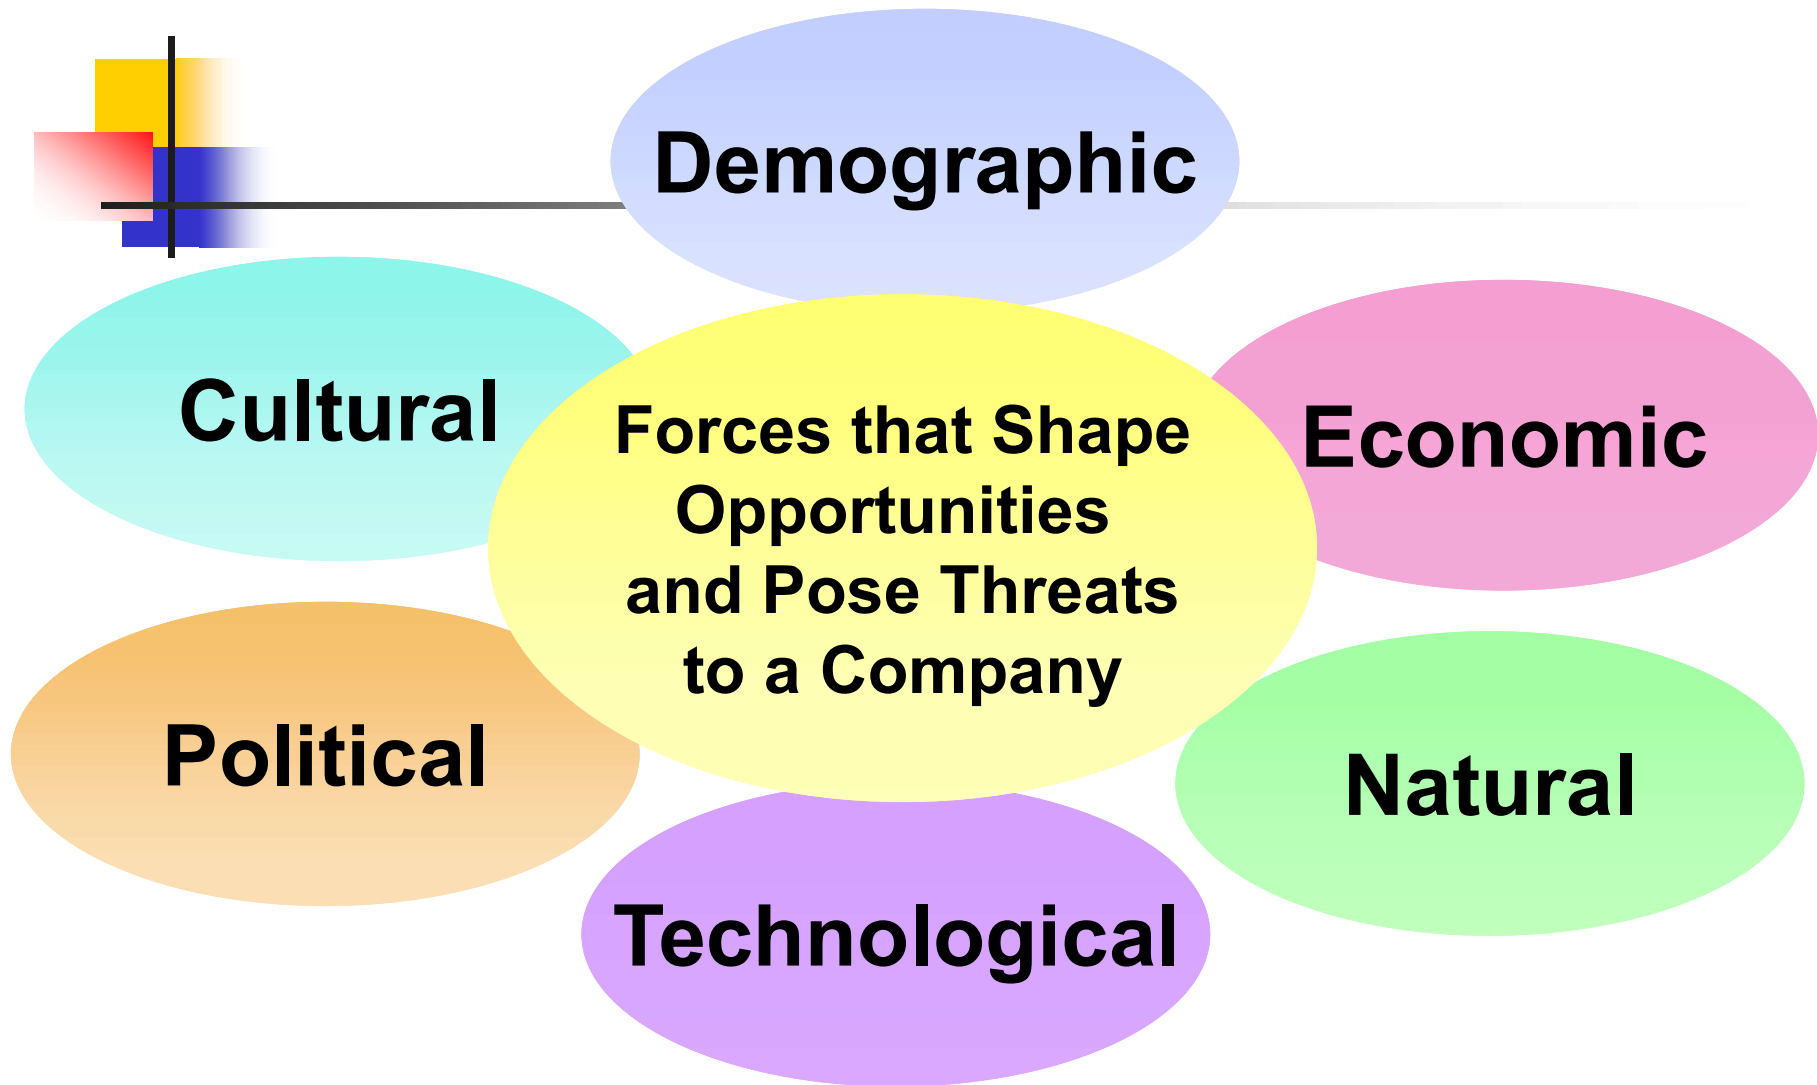 Demographic
Cultural
Forces that Shape
Opportunities
and Pose Threats
to a Company
Economic
Political
Natural
Technological